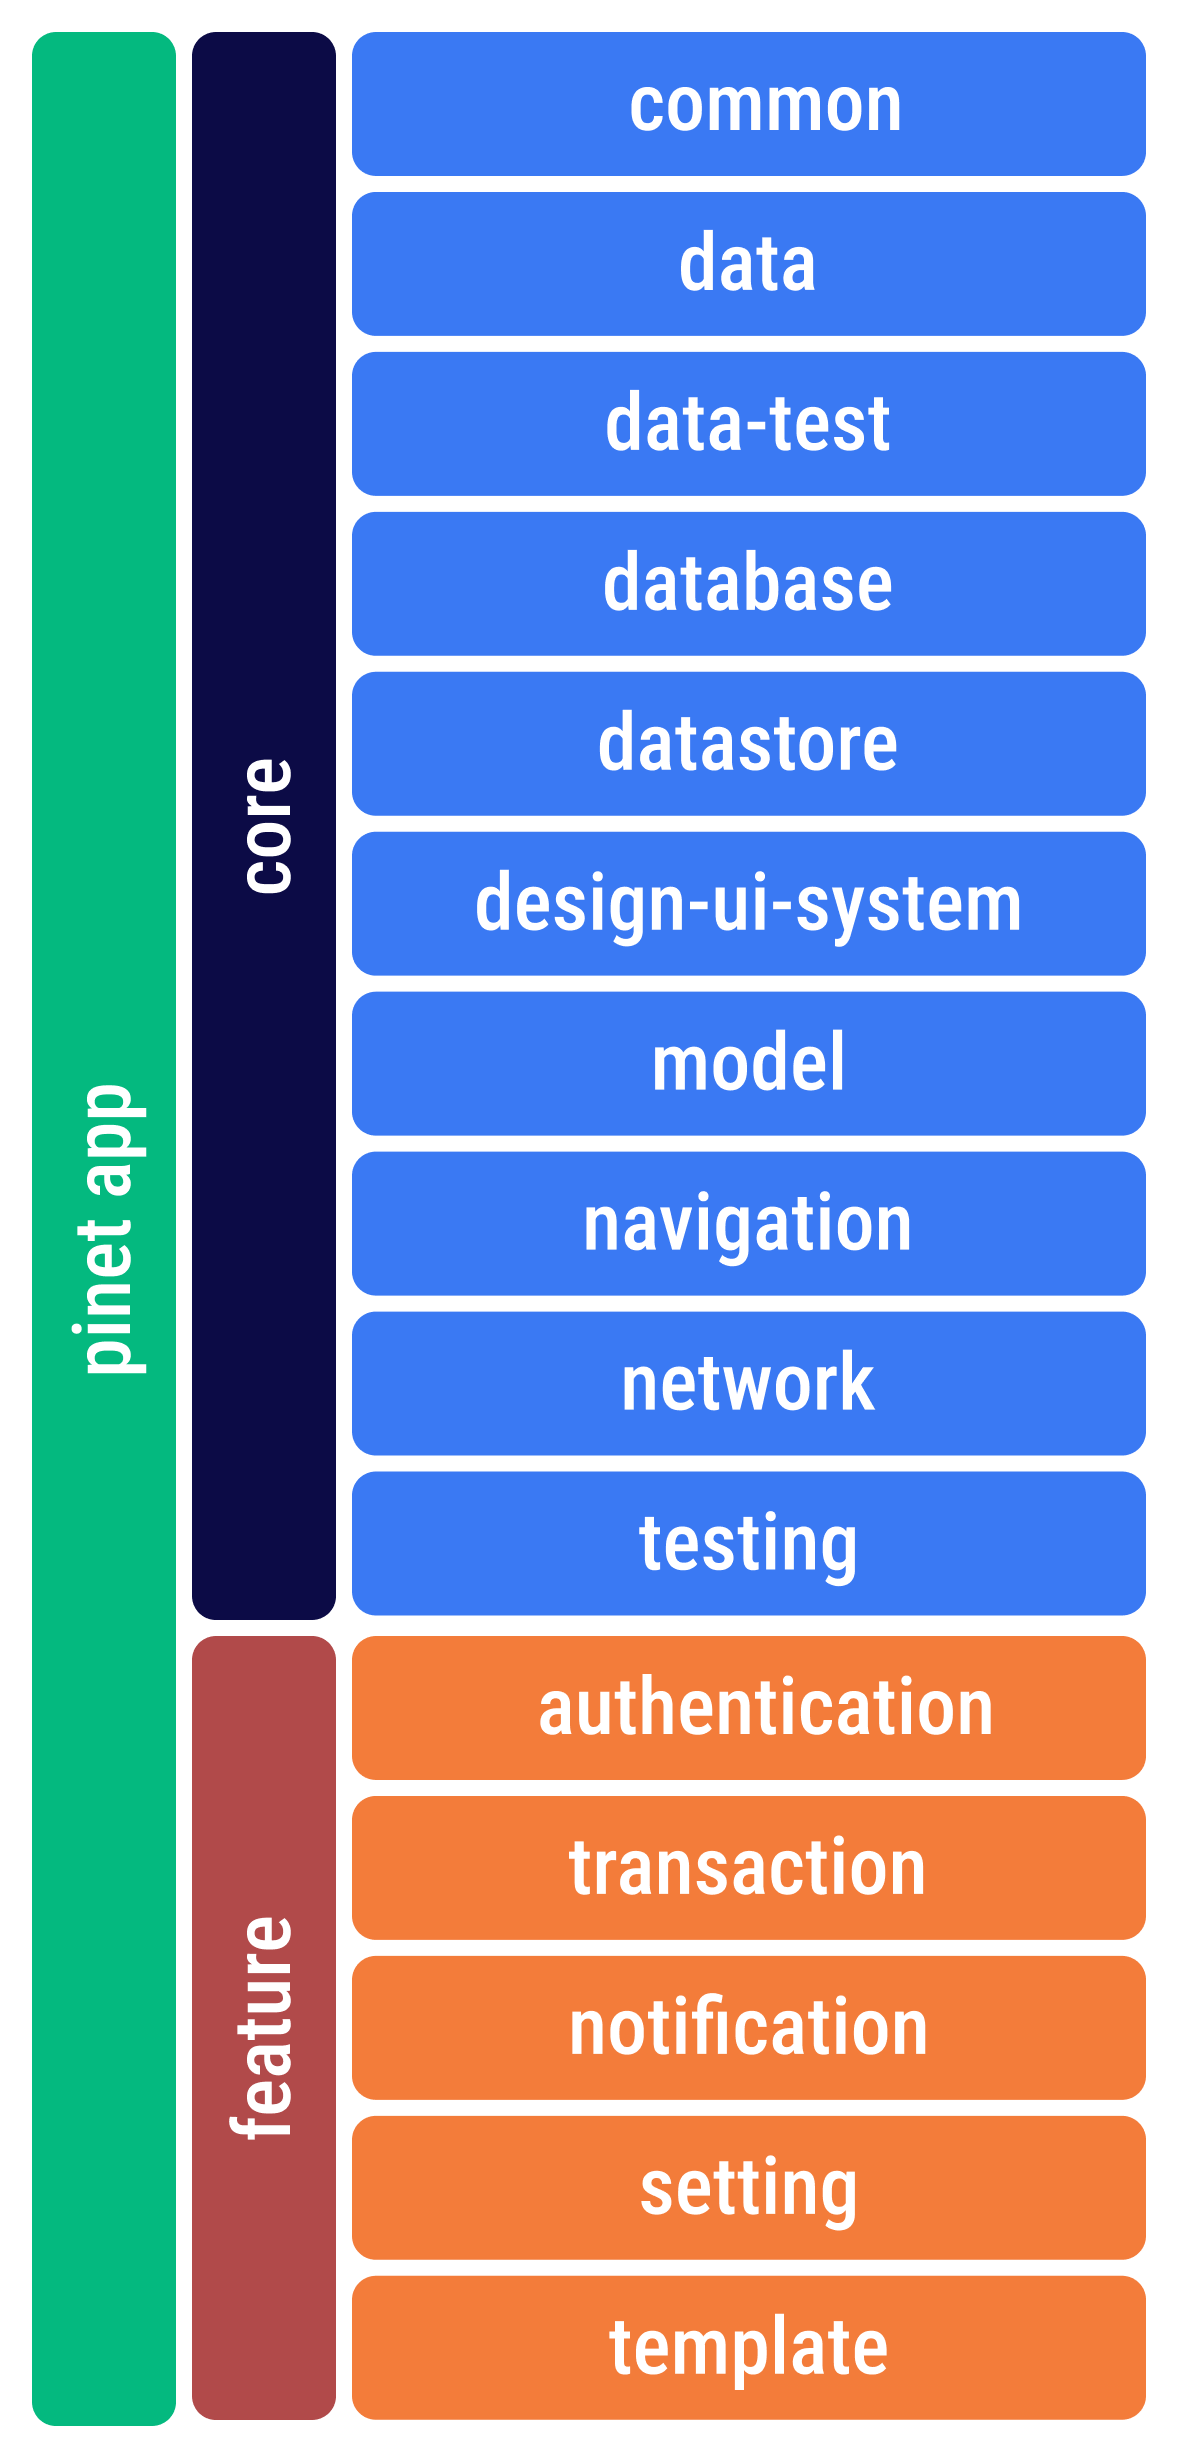 pinet app
core
common
data
data-test
database
datastore
design-ui-system
model
navigation
network
testing
feature
authentication
transaction
notification
setting
template